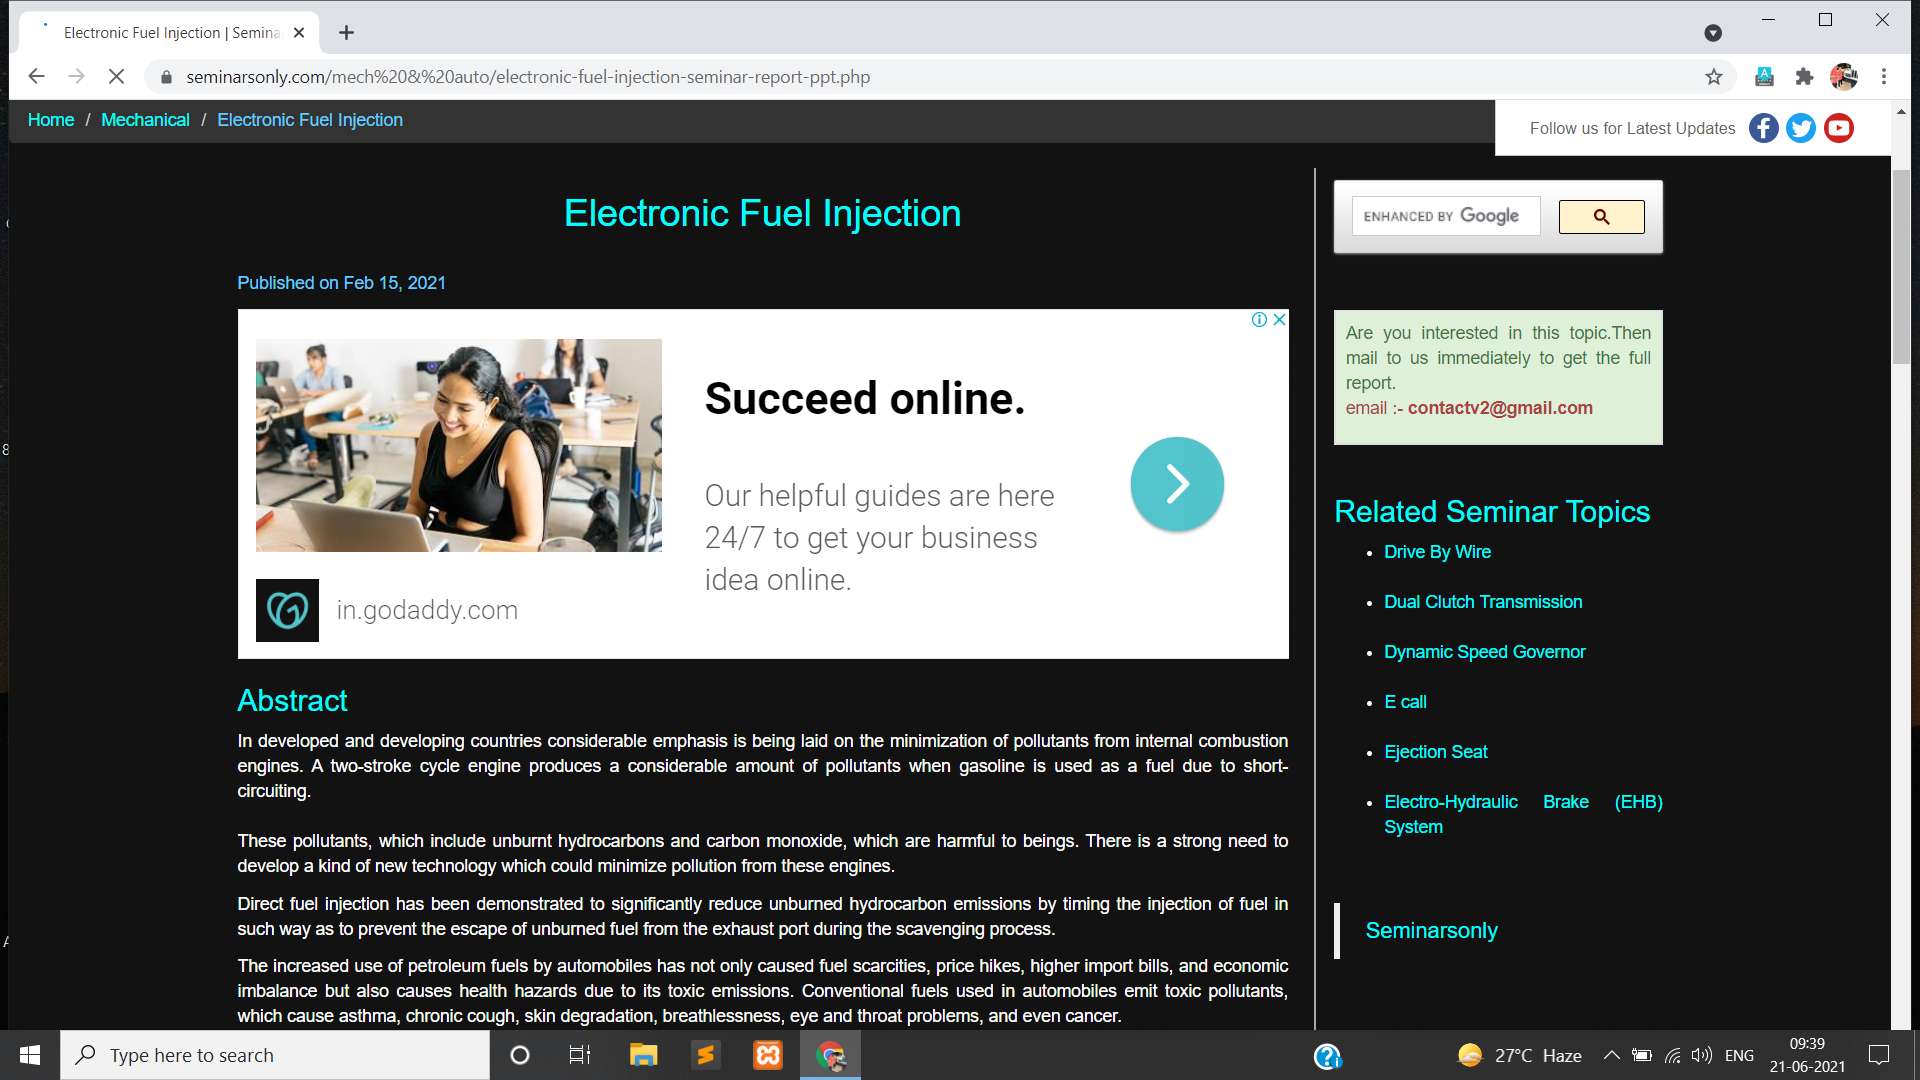 Electronic Fuel Injection | Semina
seminarsonly.com/mech%20&%20auto/electronic-fuel-injection-seminar-report-ppt.php
Home / Mechanical / Electronic Fuel Injection
Follow us for Latest Updates
Electronic Fuel Injection
Published on Feb 15, 2021
Succeed online.
Our helpful guides are here
24/7 to get your business
idea online.
in.godaddy.com
Abstract
In developed and developing countries considerable emphasis is being laid on the minimization of pollutants from internal combustion
engines. A two-stroke cycle engine produces a considerable amount of pollutants when gasoline is used as a fuel due to short-
circuiting.
These pollutants, which include unburnt hydrocarbons and carbon monoxide, which are harmful to beings. There is a strong need to
develop a kind of new technology which could minimize pollution from these engines.
Direct fuel injection has been demonstrated to significantly reduce unburned hydrocarbon emissions by timing the injection of fuel in
such way as to prevent the escape of unburned fuel from the exhaust port during the scavenging process.
The increased use of petroleum fuels by automobiles has not only caused fuel scarcities, price hikes, higher import bills, and economic
imbalance but also causes health hazards due to its toxic emissions. Conventional fuels used in automobiles emit toxic pollutants,
which cause asthma, chronic cough, skin degradation, breathlessness, eye and throat problems, and even cancer.
ENHANCED BY Google
Are you interested in this topic.Then
mail to us immediately to get the full
report.
email :- contactv2@gmail.com
Related Seminar Topics
Drive By Wire
Dual Clutch Transmission
Dynamic Speed Governor
E call
Ejection Seat
Electro-Hydraulic Brake (EHB)
System
Seminarsonly
Type here to search
27°C Haze
ENG
09:39
21-06-2021